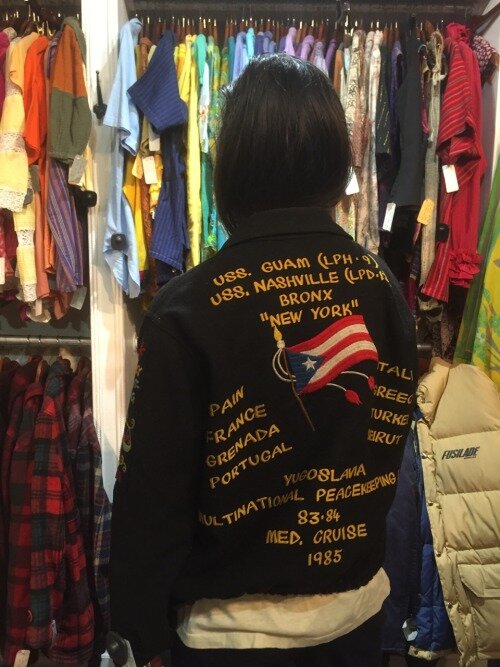 USS. GUAM (LPH-9)
USS. NASHVILLE (LPD-
BRONX
"NEW YORK"
PAIN
FRANCE
GRENADA
PORTUGAL
TALY
GREEC
TURKE
BEIRUT
YUGOSLAVIA
MULTINATIONAL PEACEKEEPING
83-84
MED. CRUISE
1985
FUSILADE